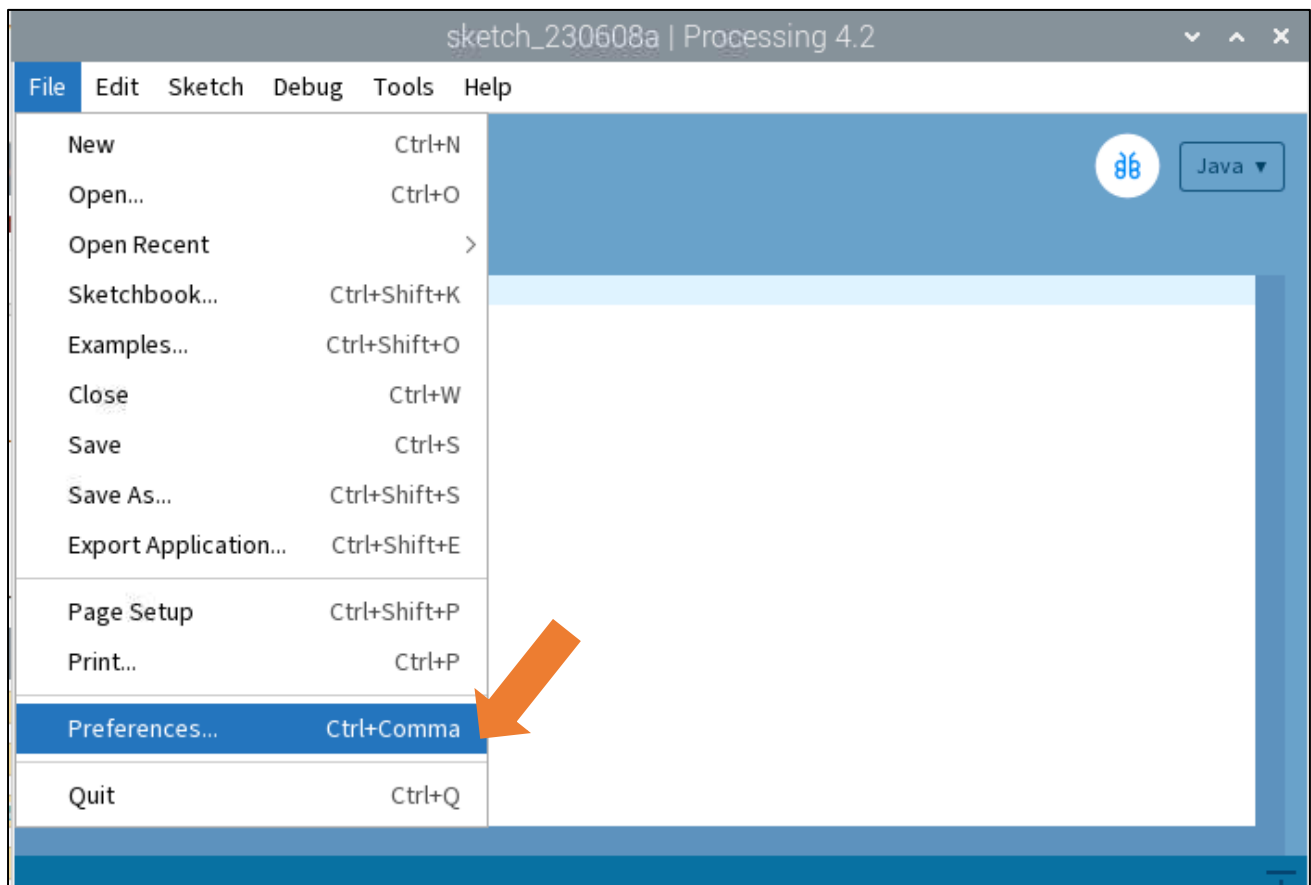 sketch_230608a | Processing 4.2
File Edit Sketch Debug Tools Help
New Ctrl+N
Open... Ctrl+O
Open Recent
Sketchbook... Ctrl+Shift+K
Examples... Ctrl+Shift+O
Close Ctrl+W
Save Ctrl+S
Save As... Ctrl+Shift+S
Export Application... Ctrl+Shift+E
Page Setup Ctrl+Shift+P
Print... Ctrl+P
Preferences... Ctrl+Comma
Quit Ctrl+Q
Java